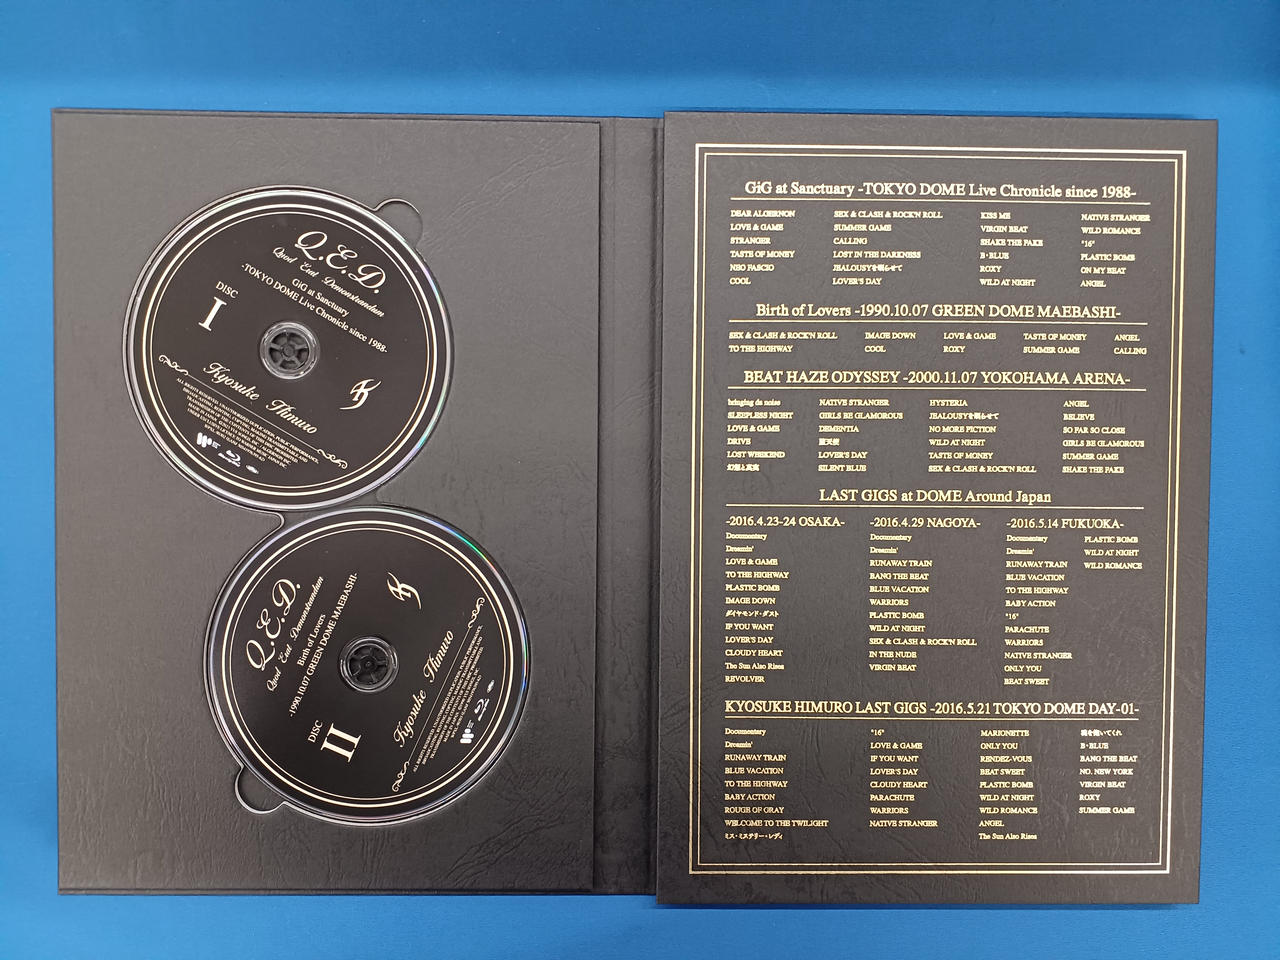 Q.E.D.
Quod Erat Demonstrandum
GiG at Sanctuary
-TOKYO DOME Live Chronicle since 1988-
DISC
I
Kyosuke Himuro
Q.E.D.
Quod Erat Demonstrandum
Birth of Lovers
-1990.10.07 GREEN DOME MAEBASHI-
DISC
II
Kyosuke Himuro
GiG at Sanctuary -TOKYO DOME Live Chronicle since 1988-
DEAR ALGERNON SEX & CLASH & ROCK'N ROLL KISS ME NATIVE STRANGER
LOVE & GAME SUMMER GAME VIRGIN BEAT WILD ROMANCE
STRANGER CALLING SHAKE THE FAKE "16"
TASTE OF MONEY LOST IN THE DARKNESS B・BLUE PLASTIC BOMB
NEO FASCIO JEALOUSYを眠らせて ROXY ON MY BEAT
COOL LOVER'S DAY WILD AT NIGHT ANGEL
Birth of Lovers -1990.10.07 GREEN DOME MAEBASHI-
SEX & CLASH & ROCK'N ROLL IMAGE DOWN LOVE & GAME TASTE OF MONEY ANGEL
TO THE HIGHWAY COOL ROXY SUMMER GAME CALLING
BEAT HAZE ODYSSEY -2000.11.07 YOKOHAMA ARENA-
bringing da noise NATIVE STRANGER HYSTERIA ANGEL
SLEEPLESS NIGHT GIRLS BE GLAMOROUS JEALOUSYを眠らせて BELIEVE
LOVE & GAME DEMENTIA NO MORE FICTION SO FAR SO CLOSE
DRIVE 堕天使 WILD AT NIGHT GIRLS BE GLAMOROUS
LOST WEEKEND LOVER'S DAY TASTE OF MONEY SUMMER GAME
幻想と真実 SILENT BLUE SEX & CLASH & ROCK'N ROLL SHAKE THE FAKE
LAST GIGS at DOME Around Japan
-2016.4.23-24 OSAKA- -2016.4.29 NAGOYA- -2016.5.14 FUKUOKA-
Documentary Documentary Documentary PLASTIC BOMB
Dreamin' Dreamin' Dreamin' WILD AT NIGHT
LOVE & GAME RUNAWAY TRAIN RUNAWAY TRAIN WILD ROMANCE
TO THE HIGHWAY BANG THE BEAT BLUE VACATION
PLASTIC BOMB BLUE VACATION TO THE HIGHWAY
IMAGE DOWN WARRIORS BABY ACTION
ダイヤモンド・ダスト PLASTIC BOMB "16"
IF YOU WANT WILD AT NIGHT PARACHUTE
LOVER'S DAY SEX & CLASH & ROCK'N ROLL WARRIORS
CLOUDY HEART IN THE NUDE NATIVE STRANGER
The Sun Also Rises VIRGIN BEAT ONLY YOU
REVOLVER BEAT SWEET
KYOSUKE HIMURO LAST GIGS -2016.5.21 TOKYO DOME DAY-01-
Documentary "16" MARIONETTE
Dreamin' LOVE & GAME ONLY YOU B・BLUE
RUNAWAY TRAIN IF YOU WANT RENDEZ-VOUS BANG THE BEAT
BLUE VACATION LOVER'S DAY BEAT SWEET NO. NEW YORK
TO THE HIGHWAY CLOUDY HEART PLASTIC BOMB VIRGIN BEAT
BABY ACTION PARACHUTE WILD AT NIGHT ROXY
ROUGE OF GRAY WARRIORS WILD ROMANCE SUMMER GAME
WELCOME TO THE TWILIGHT NATIVE STRANGER ANGEL
ミス・ミステリー・レディ The Sun Also Rises